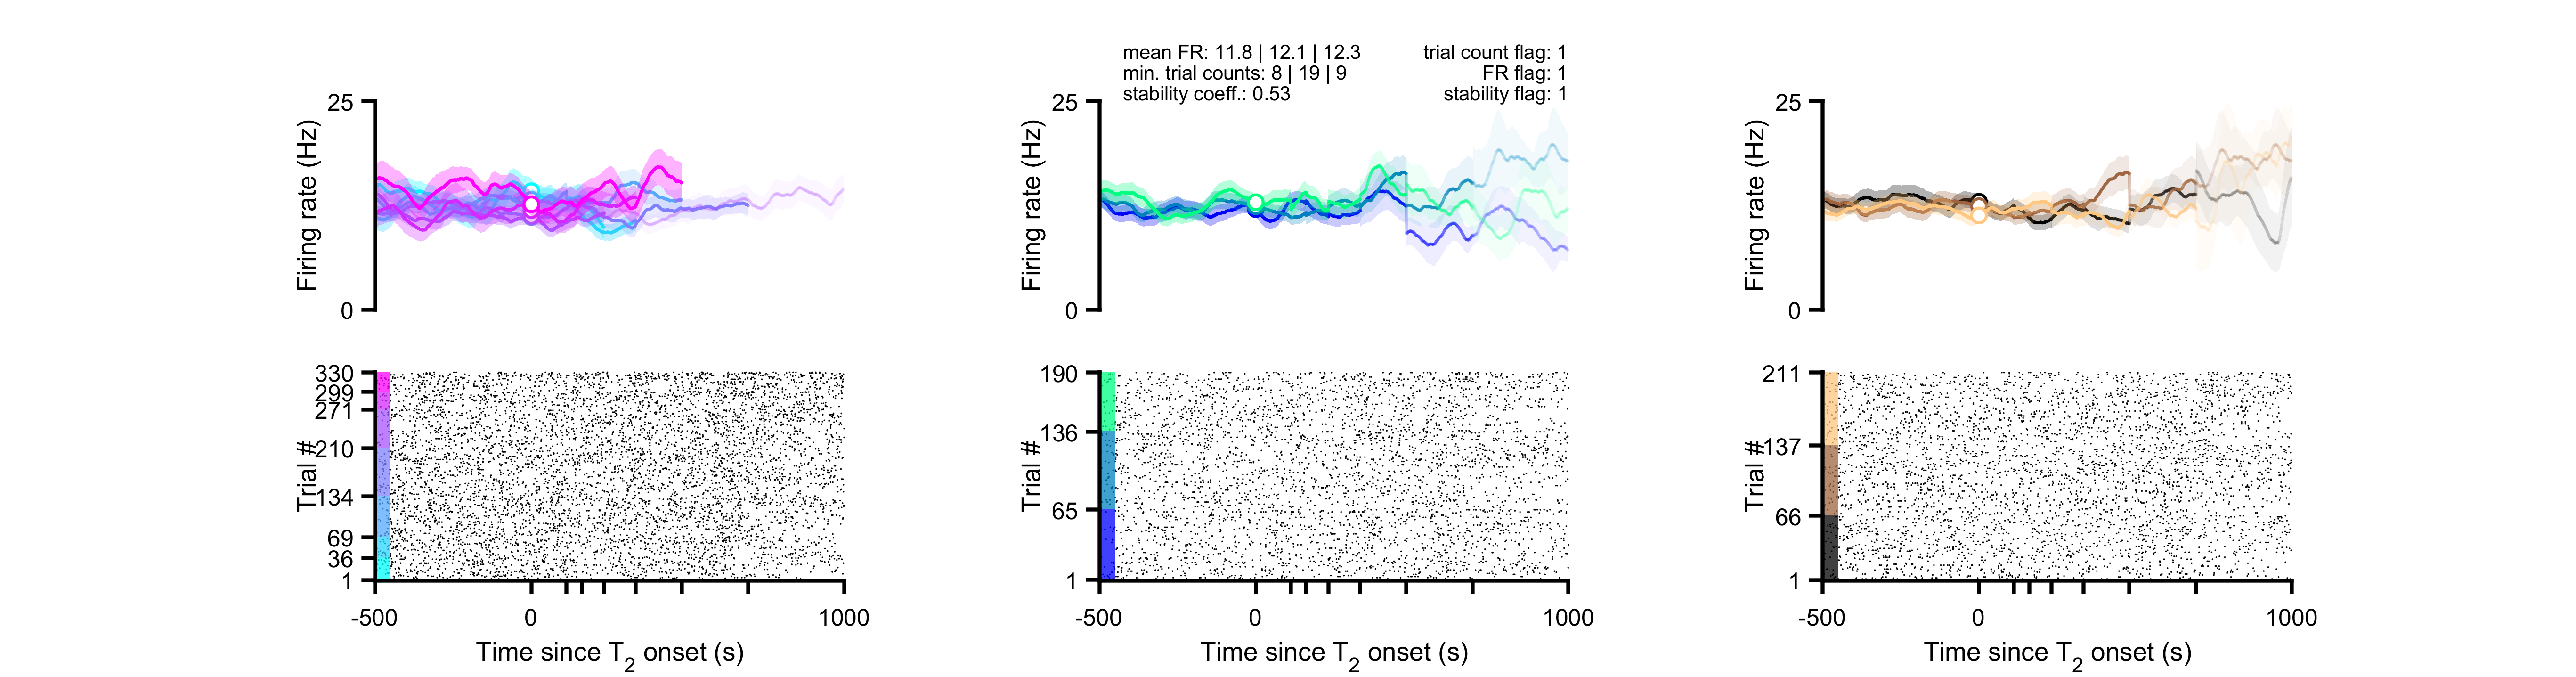 mean FR: 11.8 | 12.1 | 12.3
min. trial counts: 8 | 19 | 9
stability coeff.: 0.53
trial count flag: 1
FR flag: 1
stability flag: 1
25
Firing rate (Hz)
0
25
Firing rate (Hz)
0
25
Firing rate (Hz)
0
330
299
271
210
134
69
36
1
Trial #
-500
0
1000
Time since T2 onset (s)
190
136
65
1
Trial #
-500
0
1000
Time since T2 onset (s)
211
137
66
1
Trial #
-500
0
1000
Time since T2 onset (s)